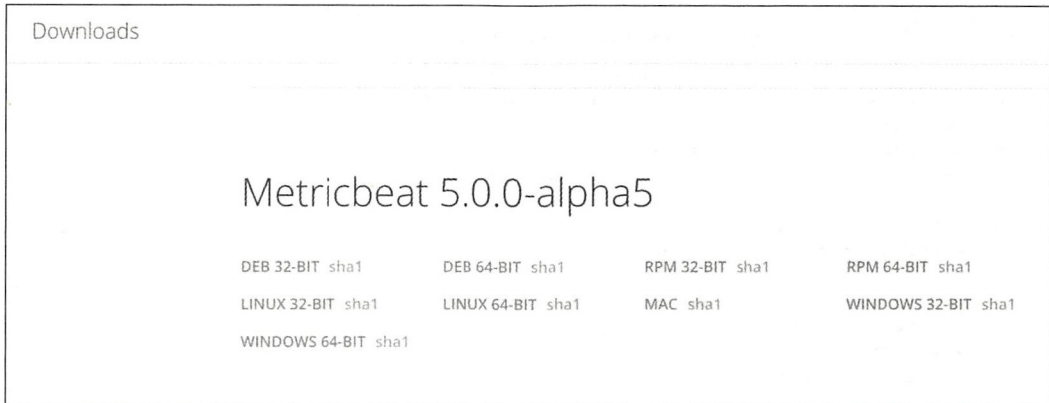 Downloads
Metricbeat 5.0.0-alpha5
DEB 32-BIT sha1 DEB 64-BIT sha1 RPM 32-BIT sha1 RPM 64-BIT sha1
LINUX 32-BIT sha1 LINUX 64-BIT sha1 MAC sha1 WINDOWS 32-BIT sha1
WINDOWS 64-BIT sha1